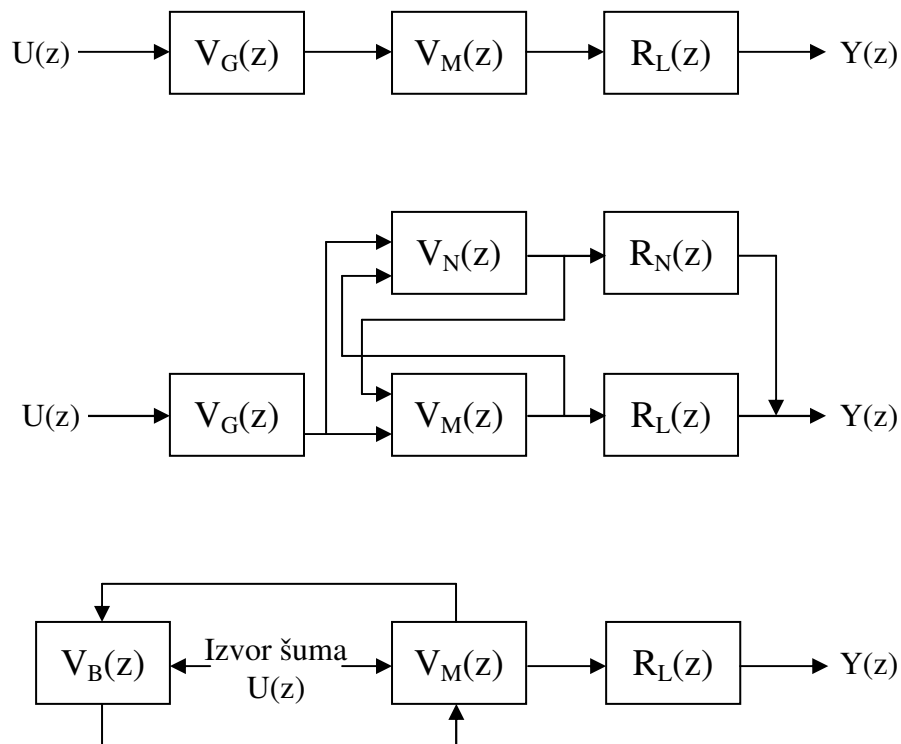 U(z) V_G(z) V_M(z) R_L(z) Y(z)
V_N(z) R_N(z)
U(z) V_G(z) V_M(z) R_L(z) Y(z)
V_B(z) Izvor šuma V_M(z) R_L(z) Y(z)
U(z)